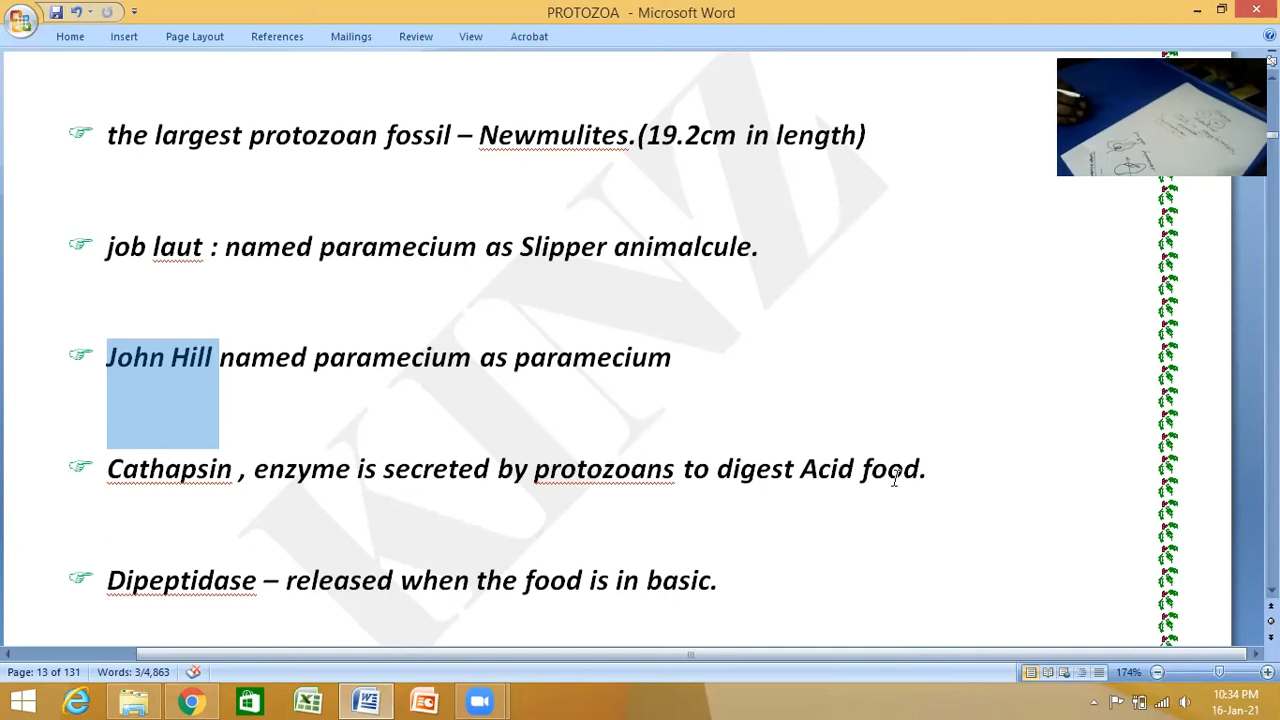 PROTOZOA - Microsoft Word
Home Insert Page Layout References Mailings Review View Acrobat
the largest protozoan fossil – Newmulites.(19.2cm in length)
job laut : named paramecium as Slipper animalcule.
John Hill named paramecium as paramecium
Cathapsin , enzyme is secreted by protozoans to digest Acid food.
Dipeptidase – released when the food is in basic.
KINZ
Page: 13 of 131 Words: 3/4,863 174%
10:34 PM
16-Jan-21